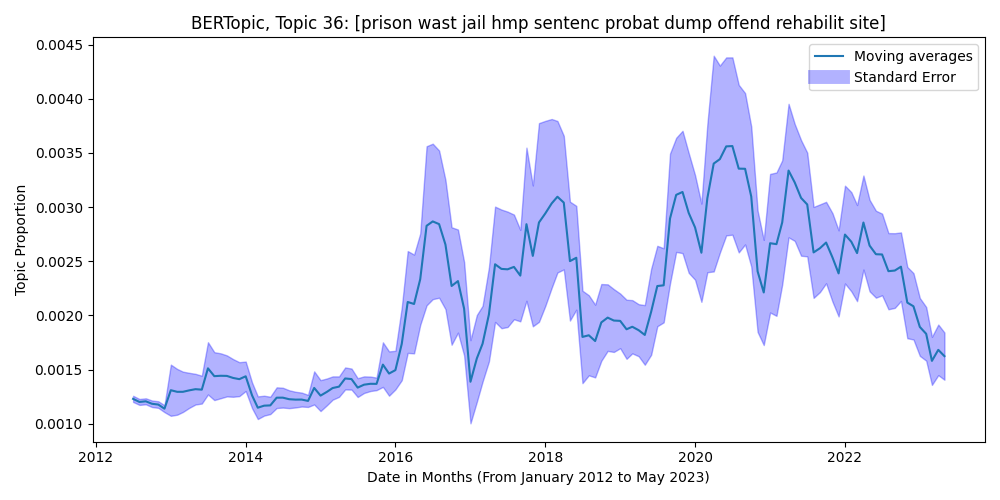 BERTopic, Topic 36: [prison wast jail hmp sentenc probat dump offend rehabilit site]
Moving averages
Standard Error
Topic Proportion
0.0045
0.0040
0.0035
0.0030
0.0025
0.0020
0.0015
0.0010
2012 2014 2016 2018 2020 2022
Date in Months (From January 2012 to May 2023)